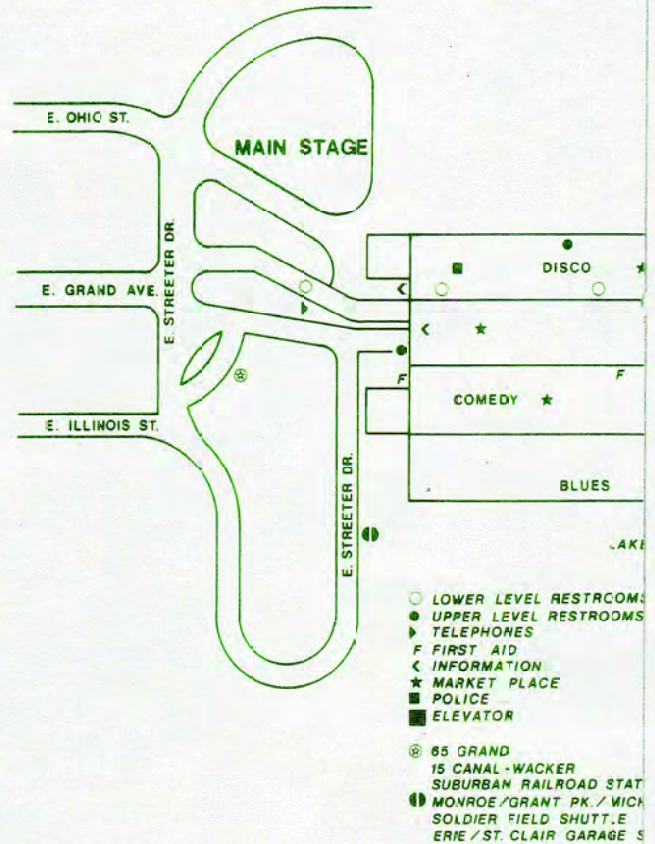 E. OHIO ST.
MAIN STAGE
E. STREETER DR.
DISCO
E. GRAND AVE.
F
F
COMEDY
E. ILLINOIS ST.
E. STREETER DR.
BLUES
LOWER LEVEL RESTROOMS
UPPER LEVEL RESTROOMS
TELEPHONES
F FIRST AID
INFORMATION
MARKET PLACE
POLICE
ELEVATOR
65 GRAND
15 CANAL-WACKER
SUBURBAN RAILROAD STAT
MONROE/GRANT PK./MICH
SOLDIER FIELD SHUTTLE
ERIE/ST. CLAIR GARAGE